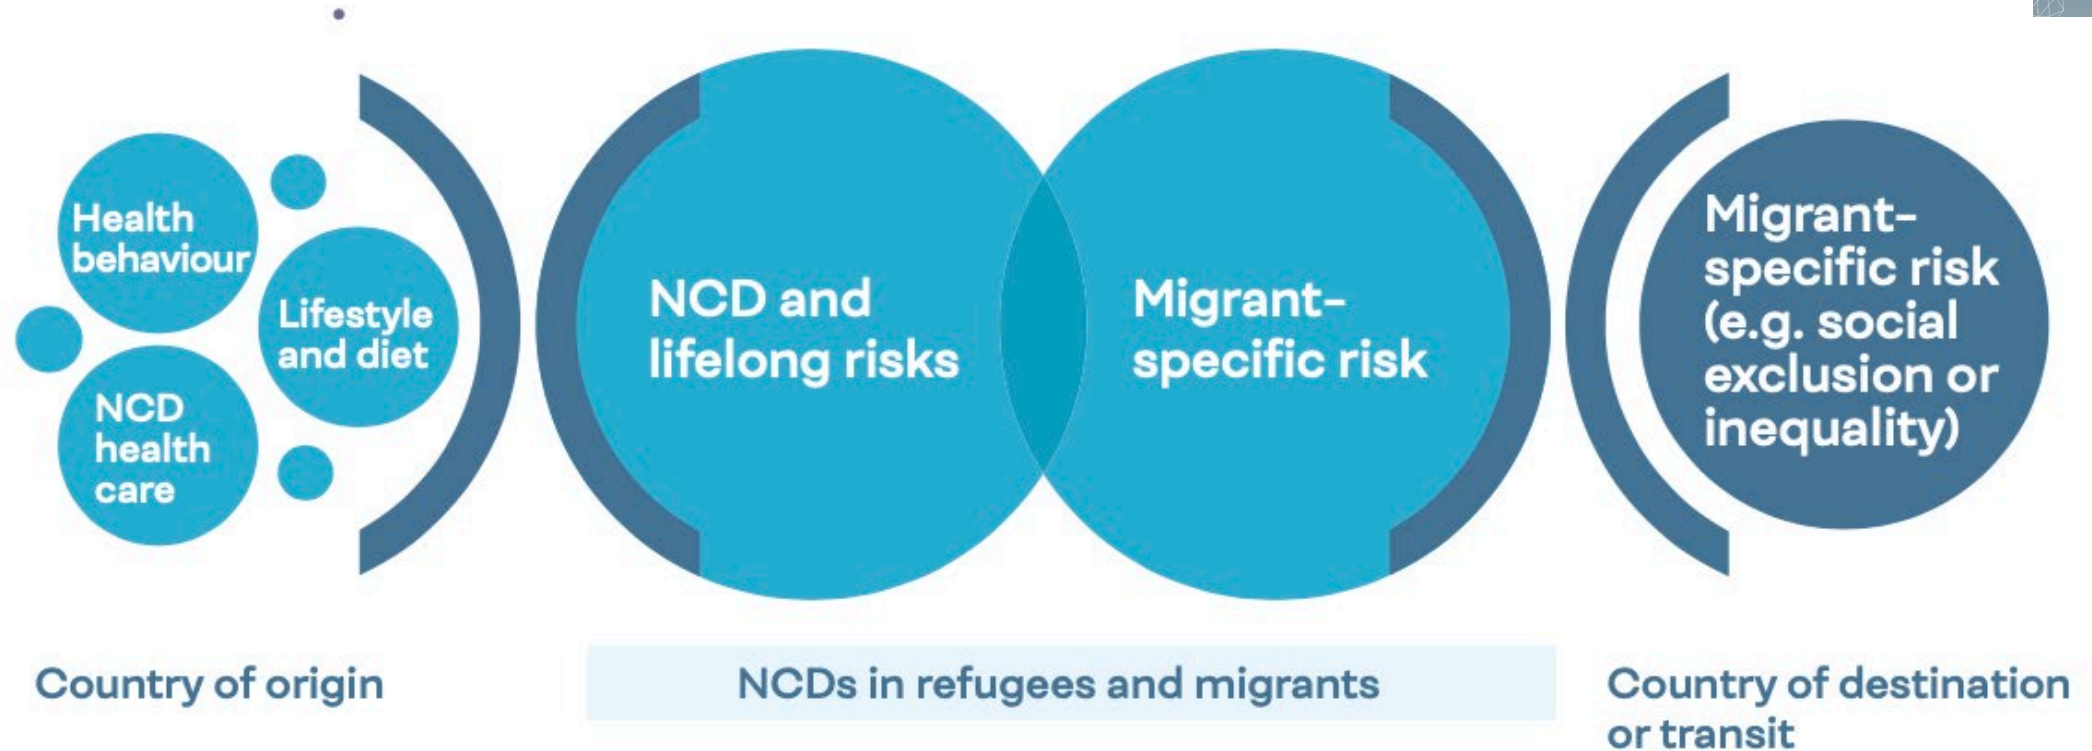 Health
behaviour
Lifestyle
and diet
NCD
health
care
NCD and
lifelong risks
Migrant-
specific risk
Migrant-
specific risk
(e.g. social
exclusion or
inequality)
Country of origin
NCDs in refugees and migrants
Country of destination
or transit